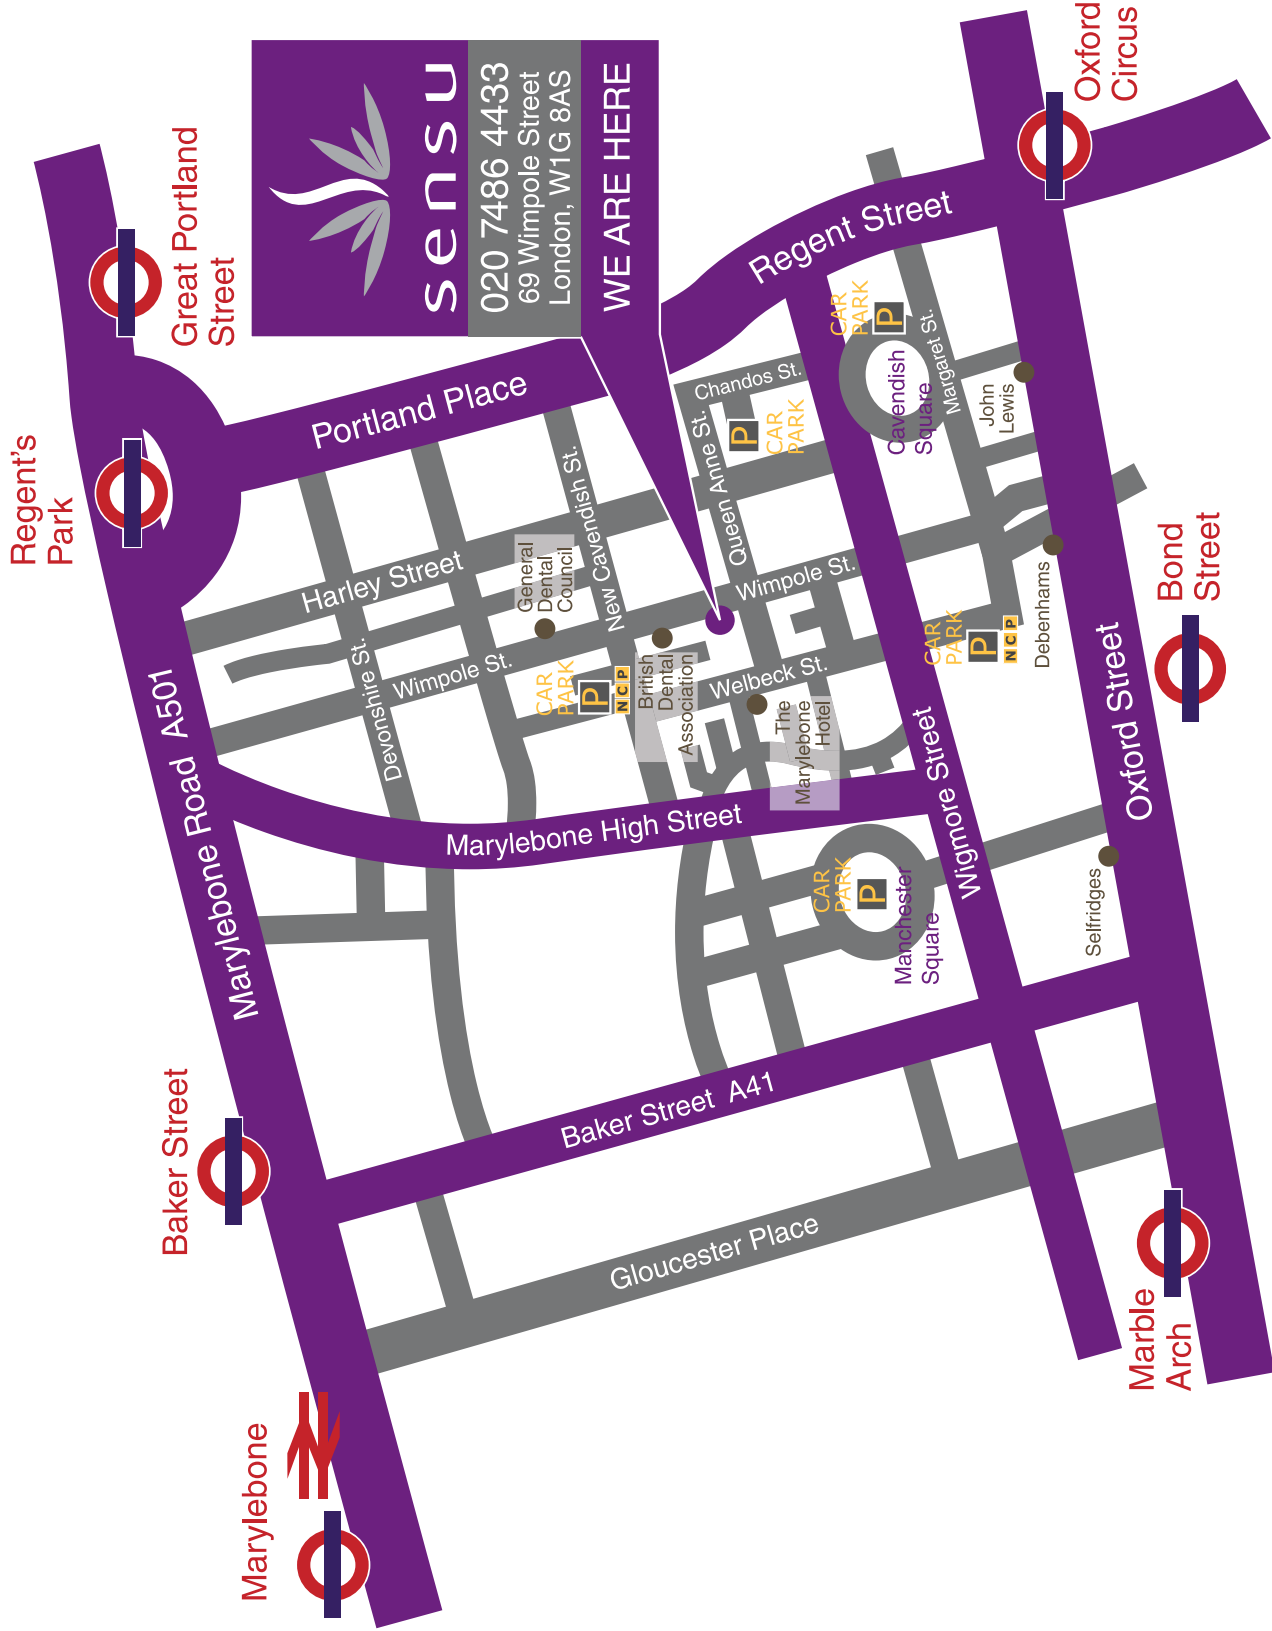 Marylebone
Baker Street
Regent's
Park
Great Portland
Street
Marylebone Road A501
sensu
020 7486 4433
69 Wimpole Street
London, W1G 8AS
WE ARE HERE
Portland Place
Harley Street
Devonshire St.
Wimpole St.
New Cavendish St.
General
Dental
Council
CAR
PARK
P
NCP
British
Dental
Association
Marylebone High Street
Baker Street A41
Gloucester Place
Queen Anne St.
Chandos St.
P
CAR
PARK
Wimpole St.
Welbeck St.
The
Marylebone
Hotel
Regent Street
CAR
PARK
P
Cavendish
Square
Margaret St.
CAR
PARK
P
Manchester
Square
Wigmore Street
CAR
PARK
P
NCP
John
Lewis
Debenhams
Selfridges
Oxford Street
Oxford
Circus
Bond
Street
Marble
Arch